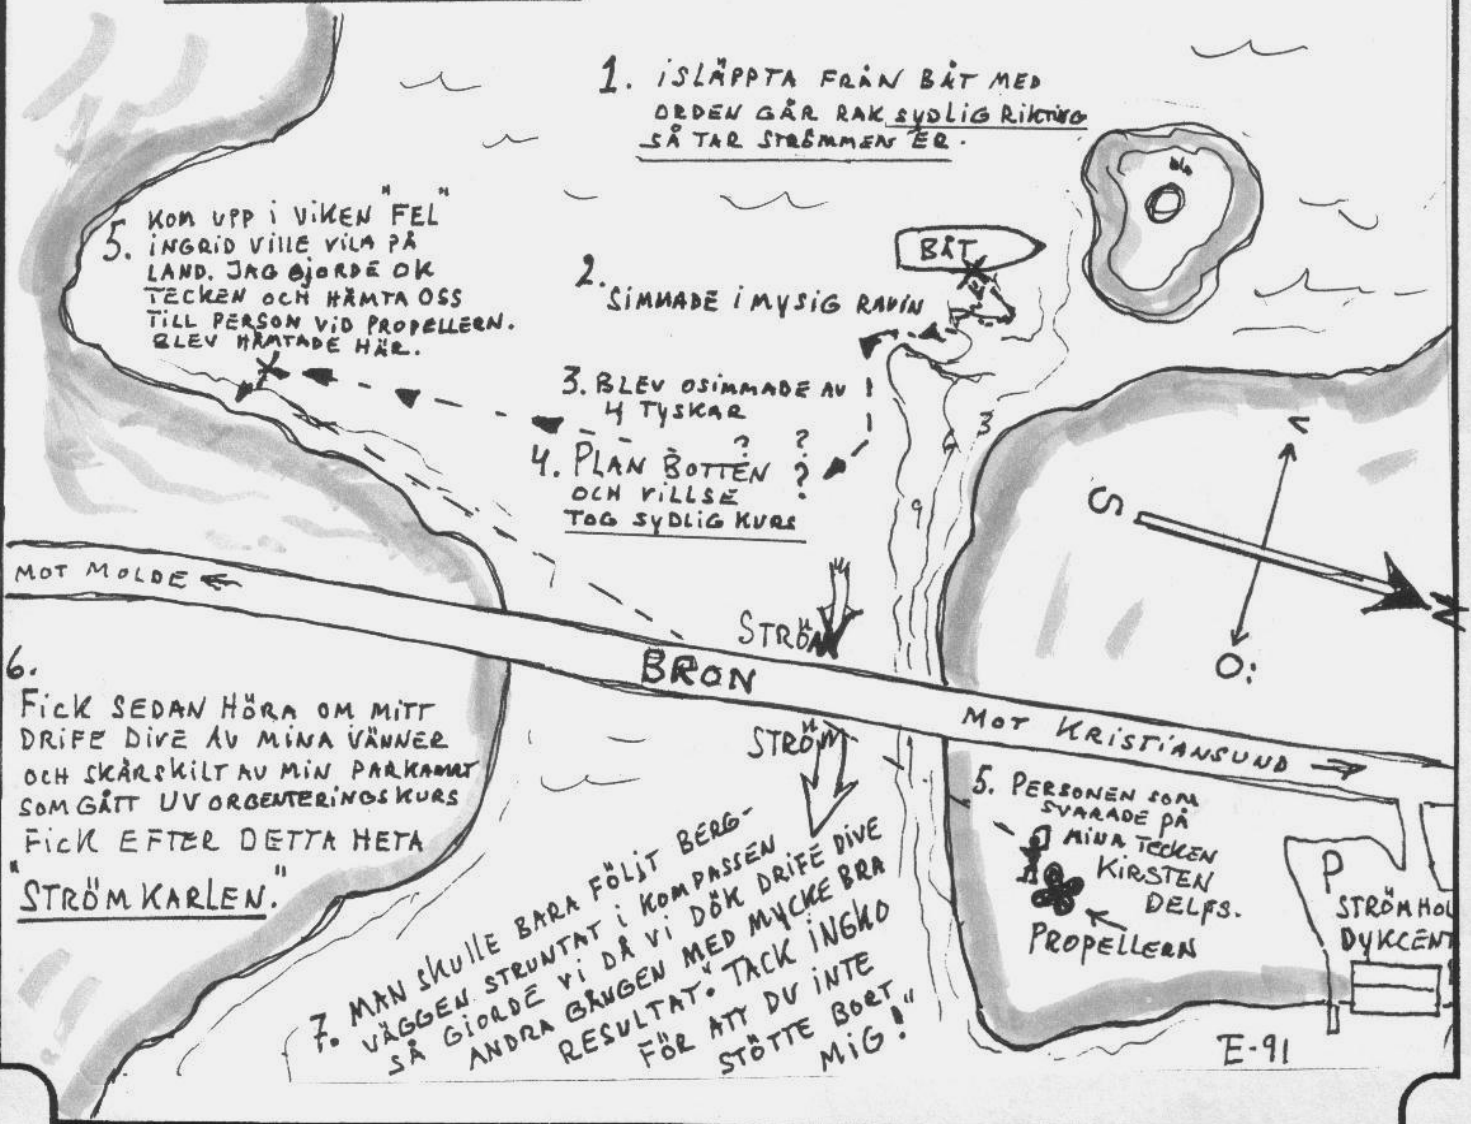 1. ISLÄPPTA FRÅN BÅT MED
ORDEN GÅR RAK SYDLIG RIKTING
SÅ TAR STRÖMMEN ER.
BÅT
2. SIMMADE I MYSIG RAVIN
3. BLEV OSIMMADE AV
4 TYSKAR
4. PLAN BOTTEN ? ? ? ?
OCH VILLSE
TOG SYDLIG KURS
5. KOM UPP I VIKEN "FEL"
INGRID VILLE VILA PÅ
LAND. JAG GJORDE OK
TECKEN OCH HÄMTA OSS
TILL PERSON VID PROPELLERN.
BLEV HÄMTADE HÄR.
S
V
N
O:
MOT MOLDE ←
STRÖM
BRON
STRÖM
MOT KRISTIANSUND →
5. PERSONEN SOM
SVARADE PÅ
MINA TECKEN
KIRSTEN
DELFS.
PROPELLERN
P
STRÖMHOL
DYKCENT
6.
FICK SEDAN HÖRA OM MITT
DRIFE DIVE AV MINA VÄNNER
OCH SKÄRSKILT AV MIN PARKAMRT
SOM GÅTT UV ORGENTERINGSKURS
FICK EFTER DETTA HETA
"STRÖMKARLEN."
7. MAN SKULLE BARA FÖLJT BERG-
VÄGGEN STRUNTAT I KOMPASSEN
SÅ GJORDE VI DÅ VI DÖK DRIFE DIVE
ANDRA GÅNGEN MED MYCKE BRA
RESULTAT. "TACK INGKO
FÖR ATT DU INTE
STÖTTE BORT
MIG!"
E-91